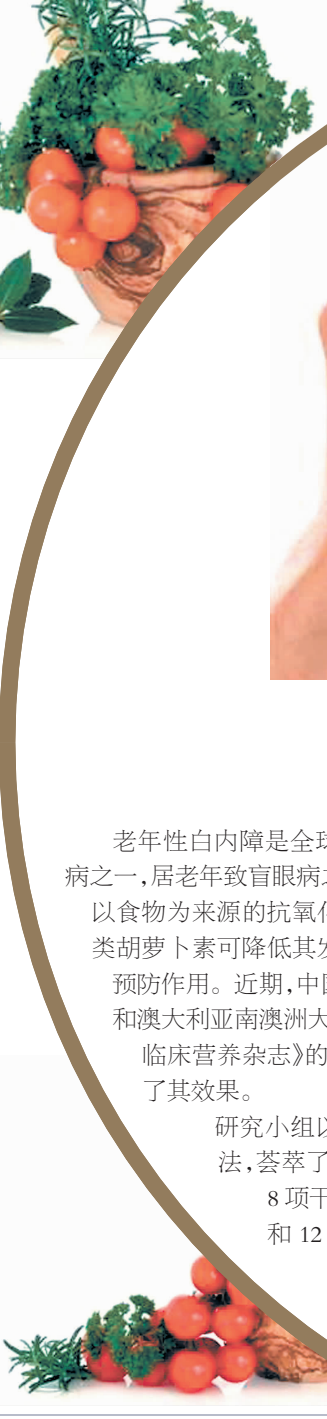 老年性白内障是全球
病之一，居老年致盲眼病之
以食物为来源的抗氧化
类胡萝卜素可降低其发
预防作用。近期，中国
和澳大利亚南澳洲大
临床营养杂志》的
了其效果。
研究小组以
法，荟萃了
8 项干
和 12